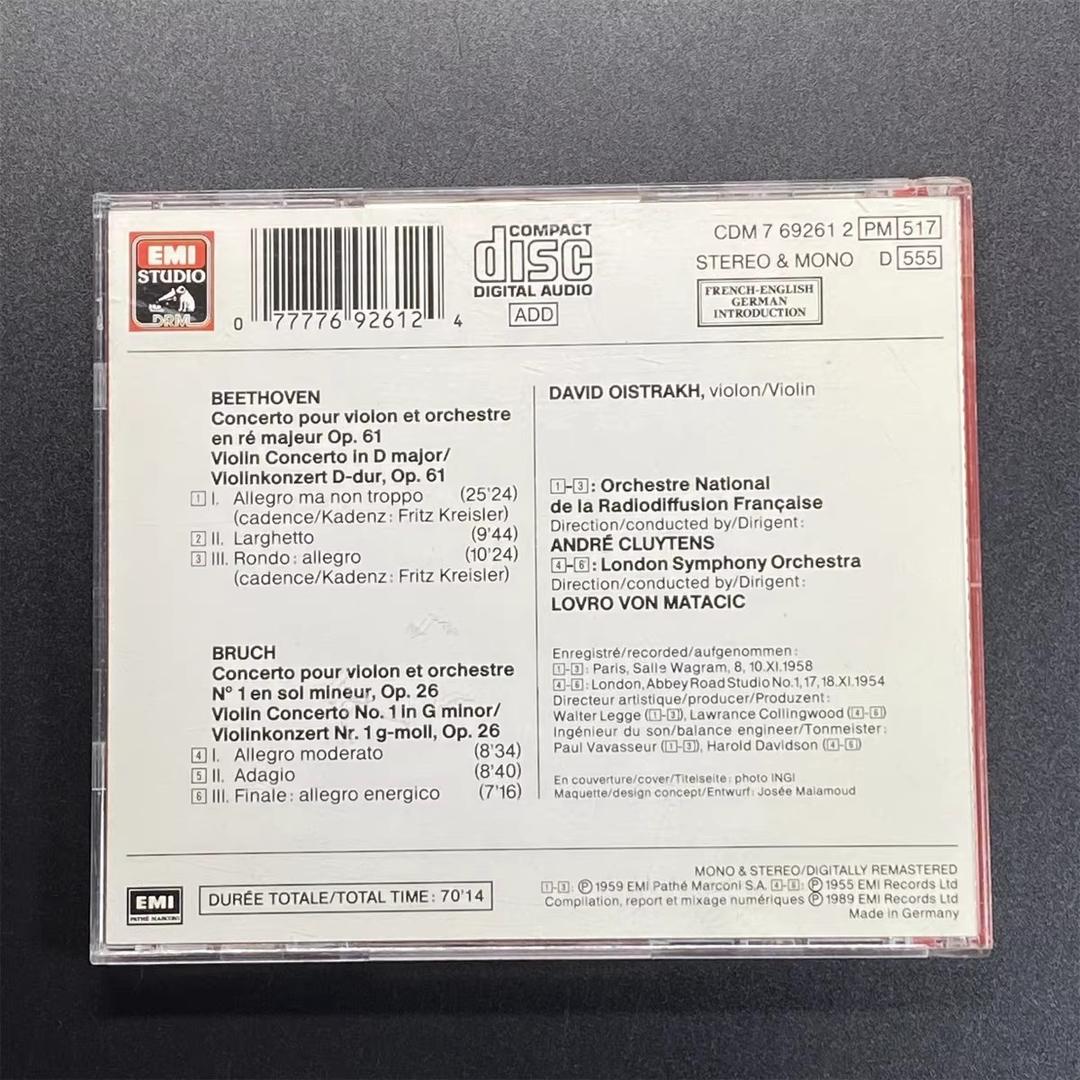 EMI
STUDIO
DRM
0 77776 92612 4
COMPACT
disc
DIGITAL AUDIO
ADD
CDM 7 69261 2 PM 517
STEREO & MONO D 555
FRENCH-ENGLISH
GERMAN
INTRODUCTION
BEETHOVEN
Concerto pour violon et orchestre
en ré majeur Op. 61
Violin Concerto in D major/
Violinkonzert D-dur, Op. 61
1 I. Allegro ma non troppo (25'24)
(cadence/Kadenz: Fritz Kreisler)
2 II. Larghetto (9'44)
3 III. Rondo: allegro (10'24)
(cadence/Kadenz: Fritz Kreisler)
BRUCH
Concerto pour violon et orchestre
N° 1 en sol mineur, Op. 26
Violin Concerto No. 1 in G minor/
Violinkonzert Nr. 1 g-moll, Op. 26
4 I. Allegro moderato (8'34)
5 II. Adagio (8'40)
6 III. Finale: allegro energico (7'16)
DAVID OISTRAKH, violon/Violin
1-3: Orchestre National
de la Radiodiffusion Française
Direction/conducted by/Dirigent:
ANDRÉ CLUYTENS
4-6: London Symphony Orchestra
Direction/conducted by/Dirigent:
LOVRO VON MATACIC
Enregistré/recorded/aufgenommen:
1-3: Paris, Salle Wagram, 8, 10.XI.1958
4-6: London, Abbey Road Studio No.1, 17, 18.XI.1954
Directeur artistique/producer/Produzent:
Walter Legge (1-3), Lawrance Collingwood (4-6)
Ingénieur du son/balance engineer/Tonmeister:
Paul Vavasseur (1-3), Harold Davidson (4-6)
En couverture/cover/Titelseite: photo INGI
Maquette/design concept/Entwurf: Josée Malamoud
EMI
PATHÉ MARCONI
DURÉE TOTALE/TOTAL TIME: 70'14
MONO & STEREO/DIGITALLY REMASTERED
1-3: ℗ 1959 EMI Pathé Marconi S.A. 4-6: ℗ 1955 EMI Records Ltd
Compilation, report et mixage numériques ℗ 1989 EMI Records Ltd
Made in Germany